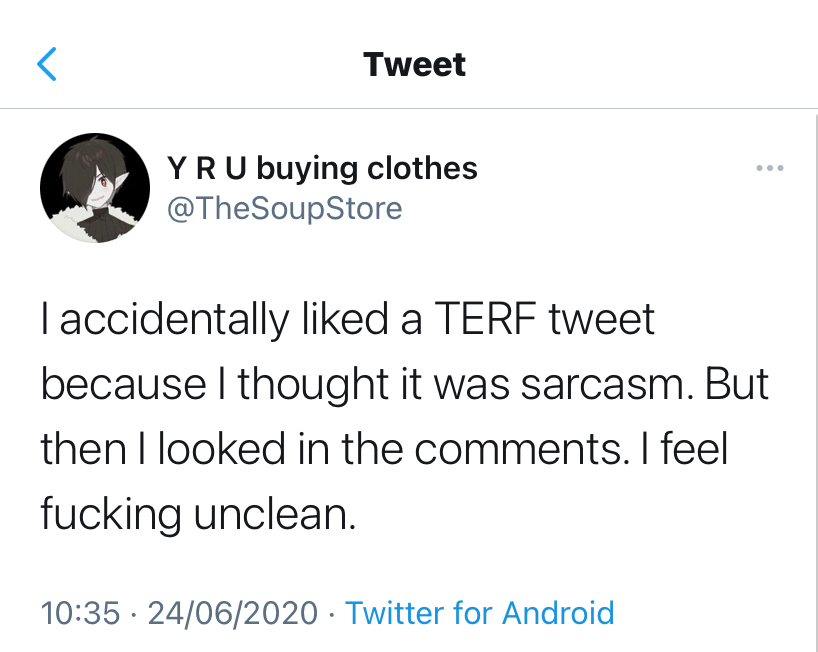 Tweet
Y R U buying clothes
@TheSoupStore
I accidentally liked a TERF tweet
because I thought it was sarcasm. But
then I looked in the comments. I feel
fucking unclean.
10:35 · 24/06/2020 · Twitter for Android